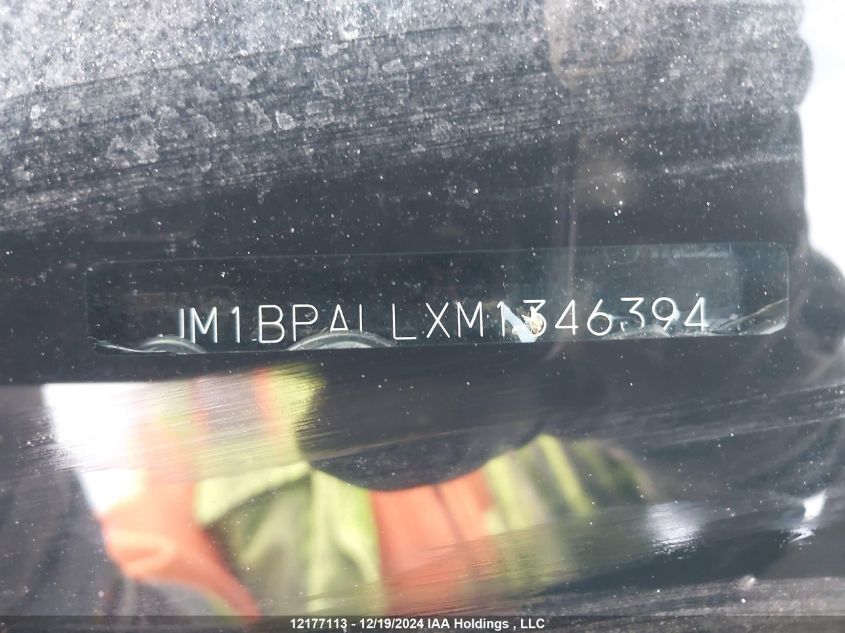 JM1BPALLXM1346394
12177113 - 12/19/2024 IAA Holdings , LLC